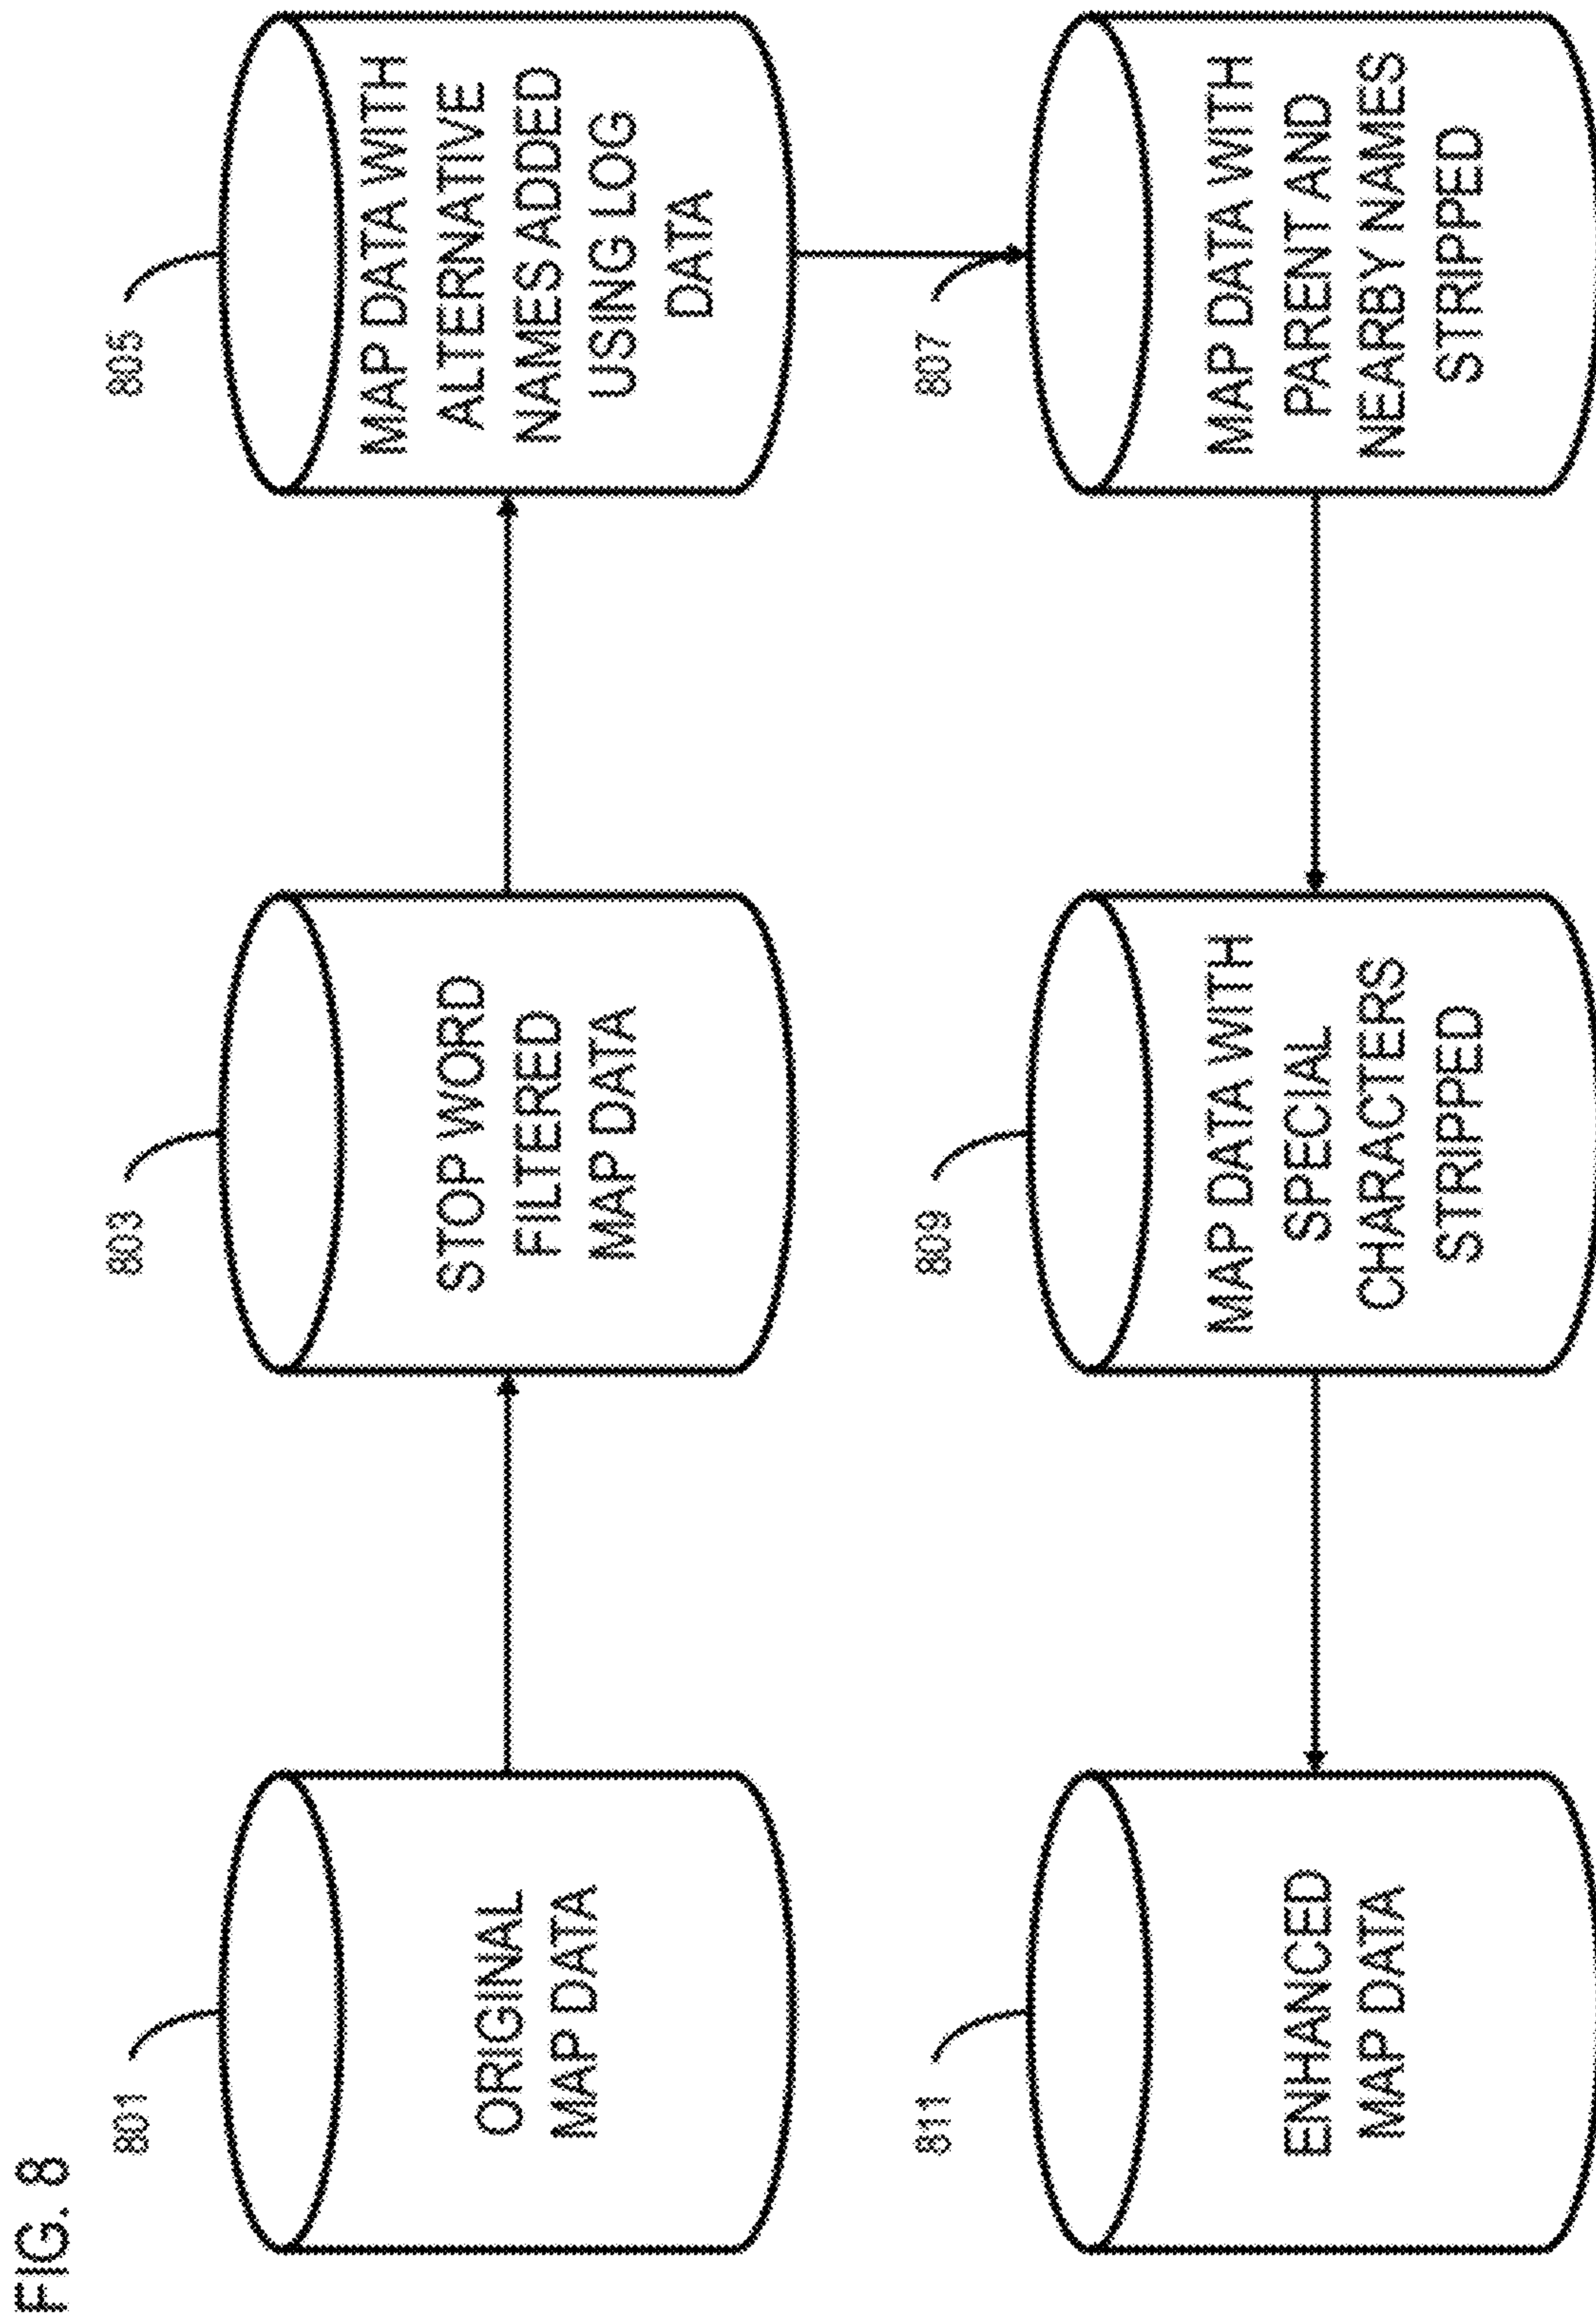 FIG. 8
801
ORIGINAL
MAP DATA
803
STOP WORD
FILTERED
MAP DATA
805
MAP DATA WITH
ALTERNATIVE
NAMES ADDED
USING LOG
DATA
807
MAP DATA WITH
PARENT AND
NEARBY NAMES
STRIPPED
809
MAP DATA WITH
SPECIAL
CHARACTERS
STRIPPED
811
ENHANCED
MAP DATA